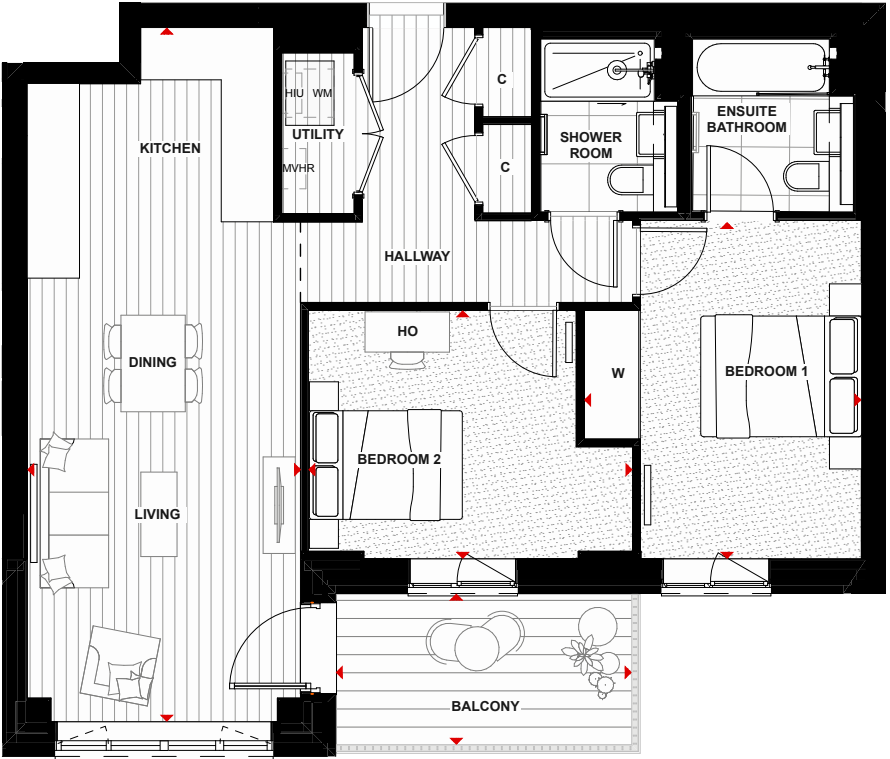 C
HIU WM
ENSUITE
BATHROOM
UTILITY
SHOWER
ROOM
KITCHEN
MVHR
C
HALLWAY
HO
DINING
W
BEDROOM 1
BEDROOM 2
LIVING
BALCONY